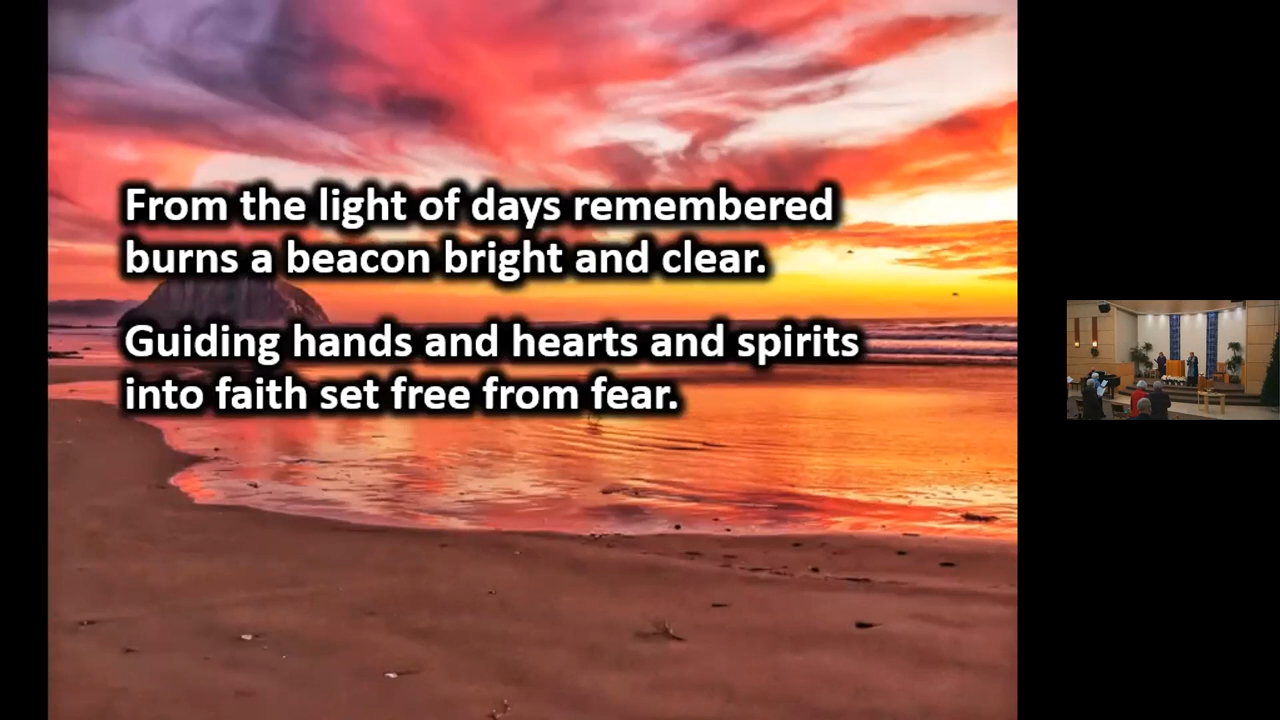 From the light of days remembered
burns a beacon bright and clear.
Guiding hands and hearts and spirits
into faith set free from fear.